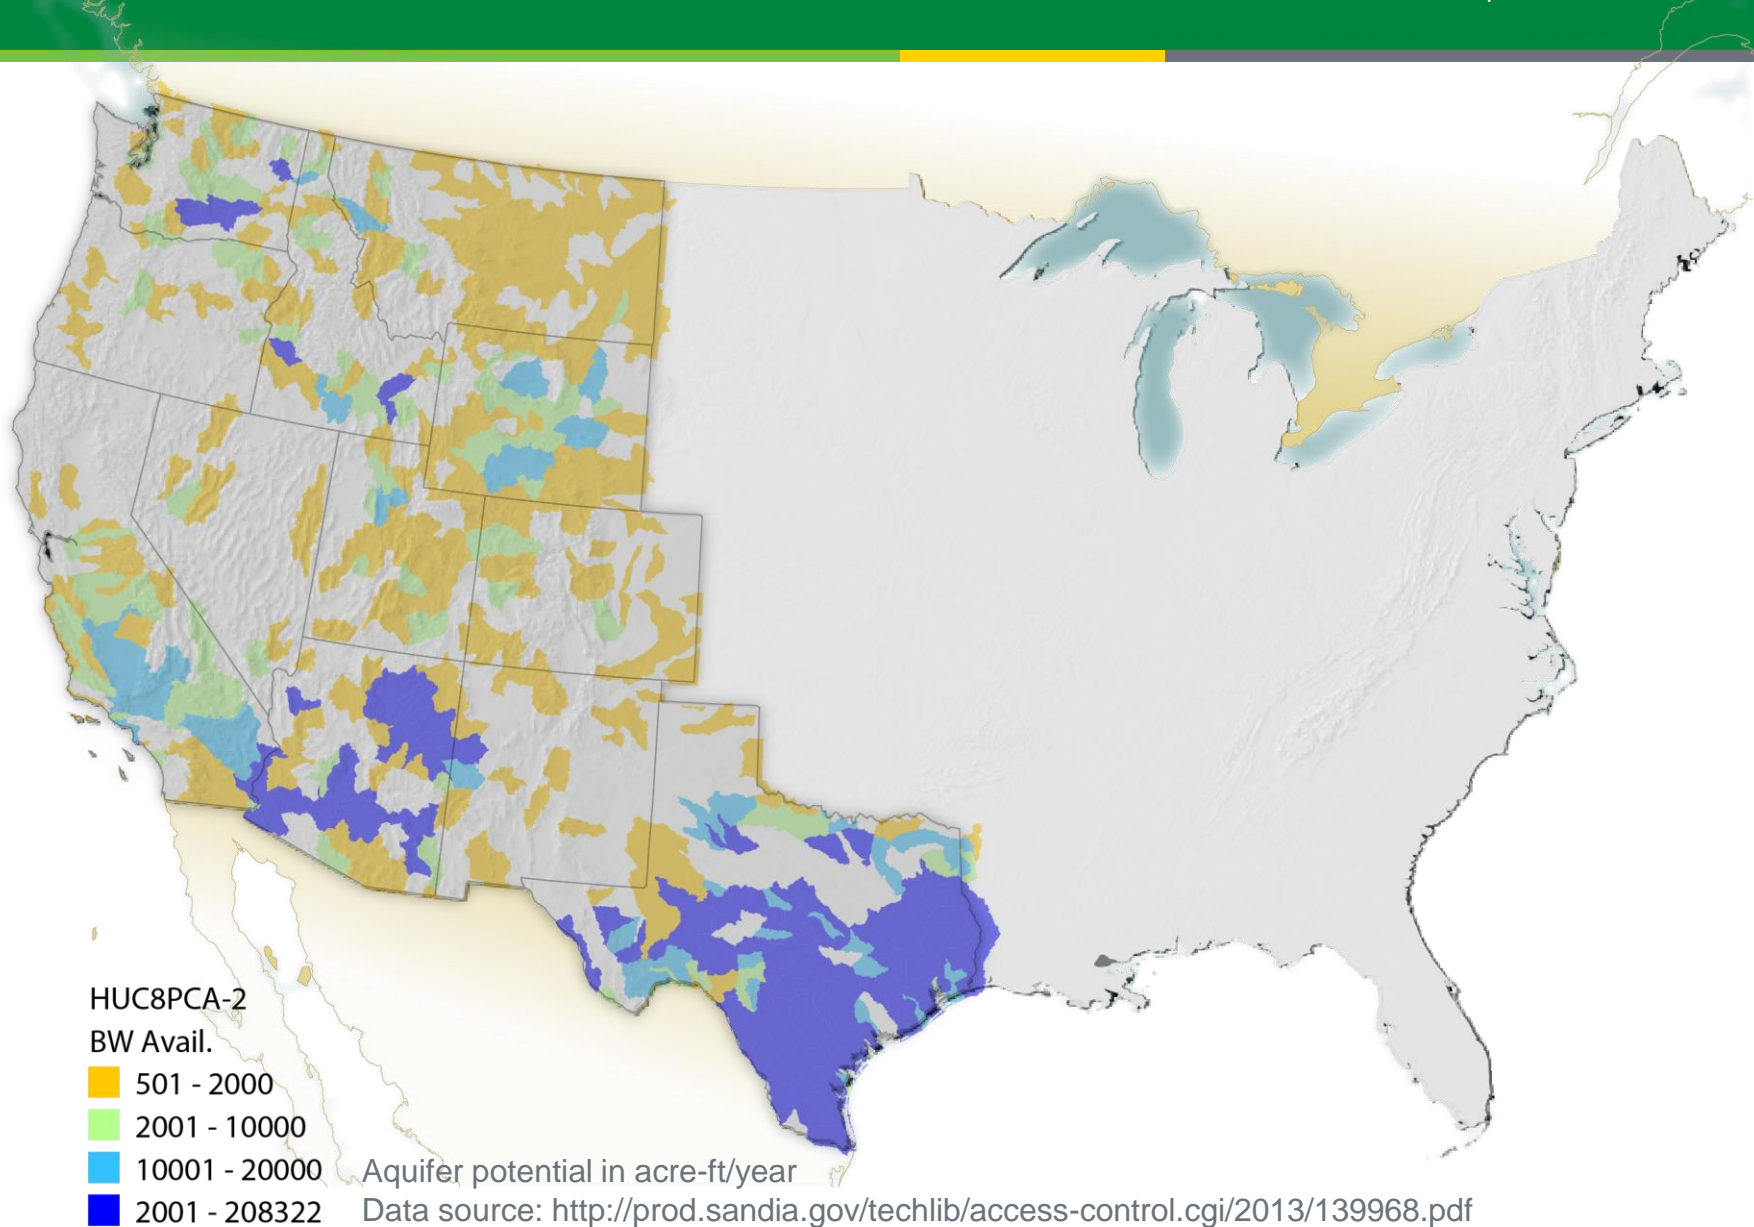 HUC8PCA-2
BW Avail.
501 - 2000
2001 - 10000
10001 - 20000
2001 - 208322
Aquifer potential in acre-ft/year
Data source: http://prod.sandia.gov/techlib/access-control.cgi/2013/139968.pdf